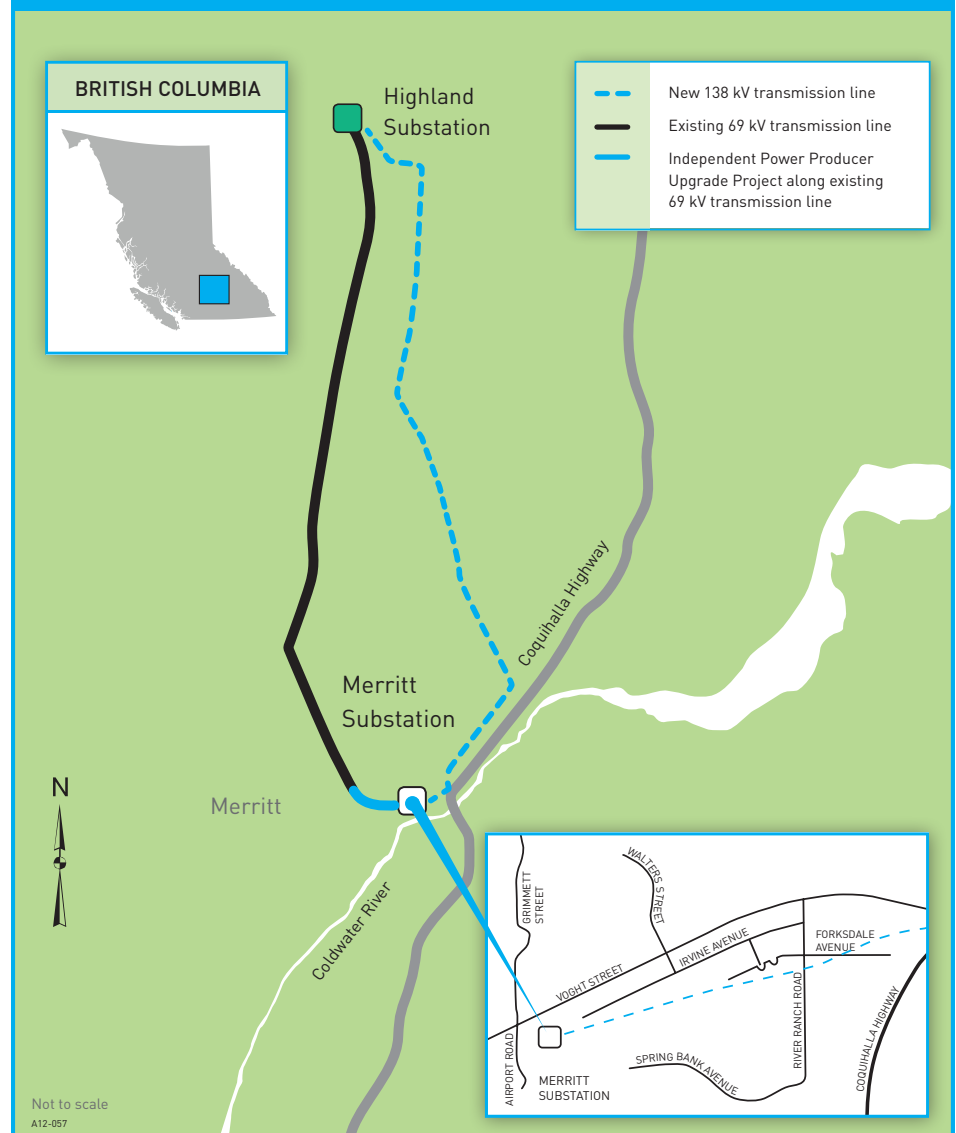 BRITISH COLUMBIA
Highland
Substation
New 138 kV transmission line
Existing 69 kV transmission line
Independent Power Producer
Upgrade Project along existing
69 kV transmission line
Coquihalla Highway
Merritt
Substation
N
Merritt
Coldwater River
GRIMMETT
STREET
WALTERS STREET
VOGHT STREET
IRVINE AVENUE
FORKSDALE
AVENUE
RIVER RANCH ROAD
COQUIHALLA HIGHWAY
AIRPORT ROAD
SPRING BANK AVENUE
MERRITT
SUBSTATION
Not to scale
A12-057